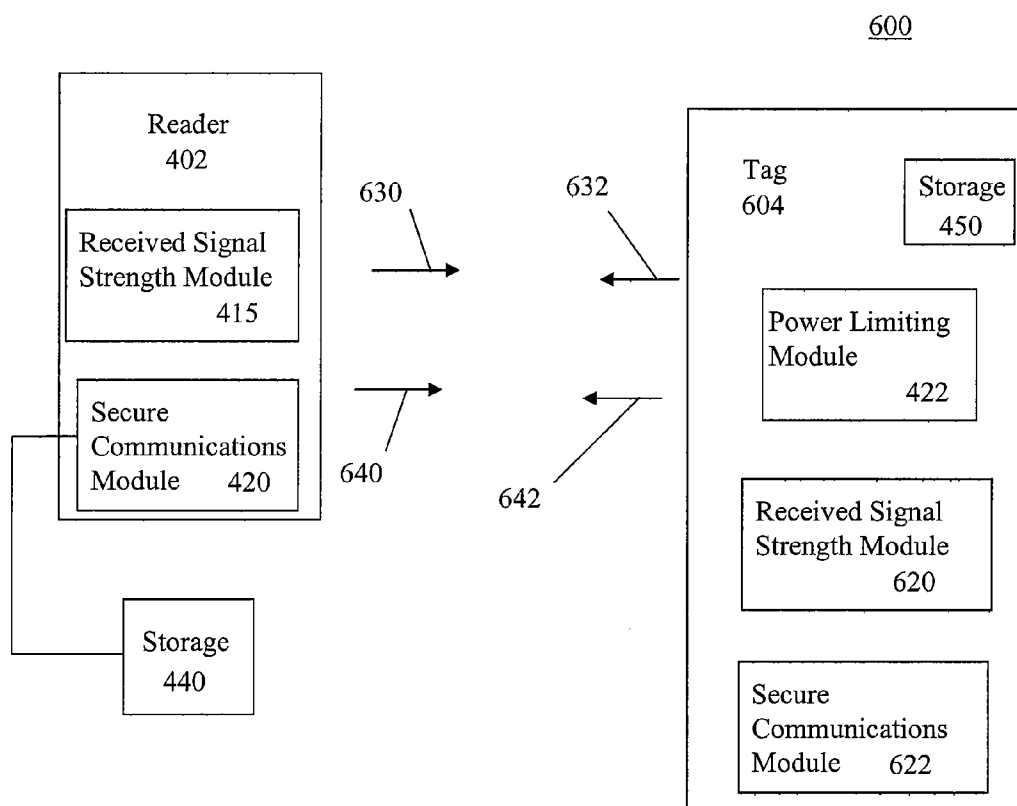 600
Reader
402
Received Signal
Strength Module
415
Secure
Communications
Module 420
Storage
440
630
632
640
642
Tag
604
Storage
450
Power Limiting
Module
422
Received Signal
Strength Module
620
Secure
Communications
Module 622